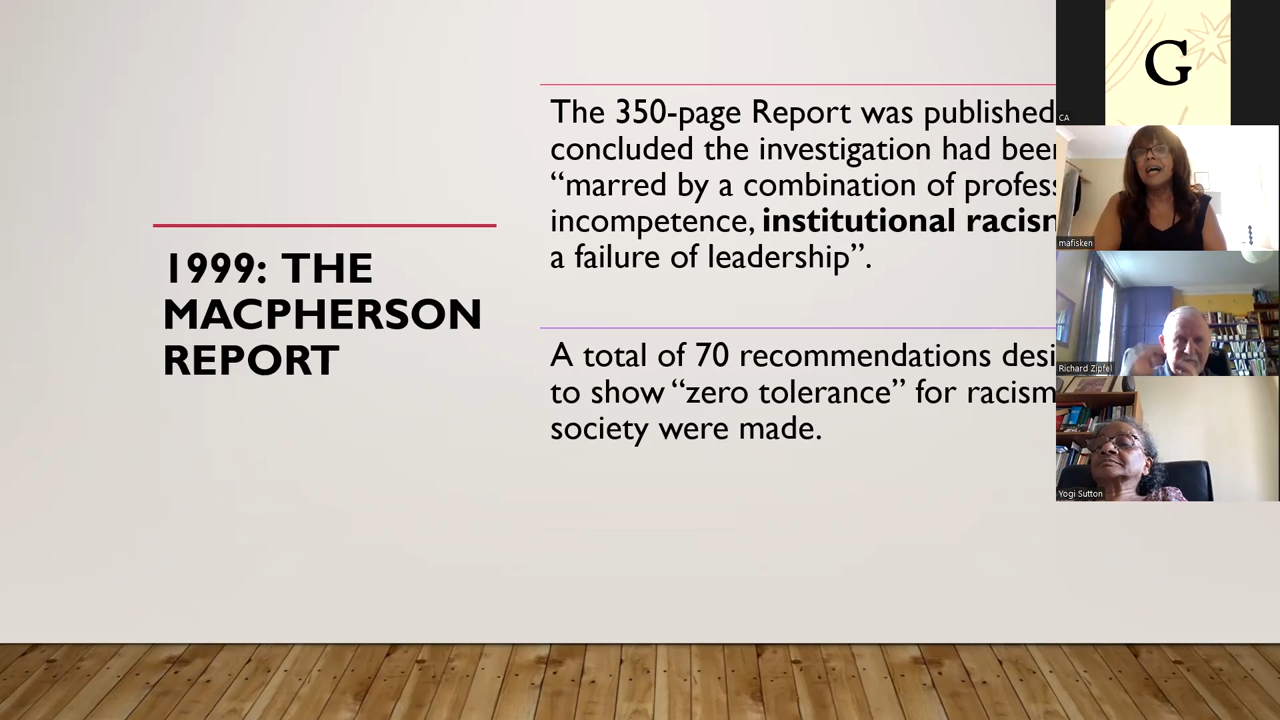 1999: THE
MACPHERSON
REPORT
The 350-page Report was published
concluded the investigation had been
“marred by a combination of profess
incompetence, institutional racism
a failure of leadership”.
A total of 70 recommendations desi
to show “zero tolerance” for racism
society were made.
G
CA
mafisken
Richard Zipfel
Yogi Sutton